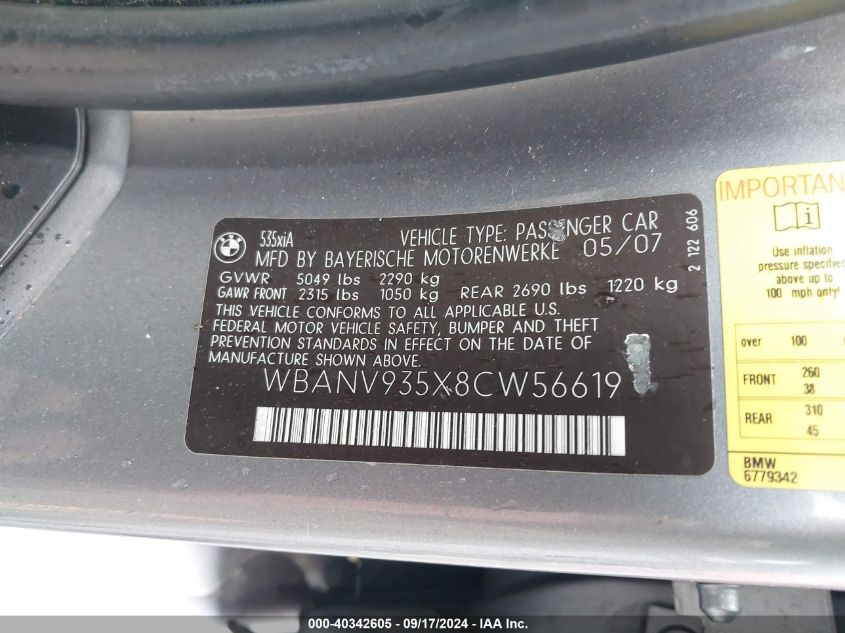 BMW
535xiA
VEHICLE TYPE: PASSENGER CAR
MFD BY BAYERISCHE MOTORENWERKE 05/07
GVWR 5049 lbs 2290 kg
GAWR FRONT 2315 lbs 1050 kg REAR 2690 lbs 1220 kg
THIS VEHICLE CONFORMS TO ALL APPLICABLE U.S.
FEDERAL MOTOR VEHICLE SAFETY, BUMPER AND THEFT
PREVENTION STANDARDS IN EFFECT ON THE DATE OF
MANUFACTURE SHOWN ABOVE.
WBANV935X8CW56619
2 122 606
IMPORTAN
i
Use inflation
pressure specified
above up to
100 mph only!
over 100
FRONT 260
38
REAR 310
45
BMW
6779342
000-40342605 - 09/17/2024 - IAA Inc.